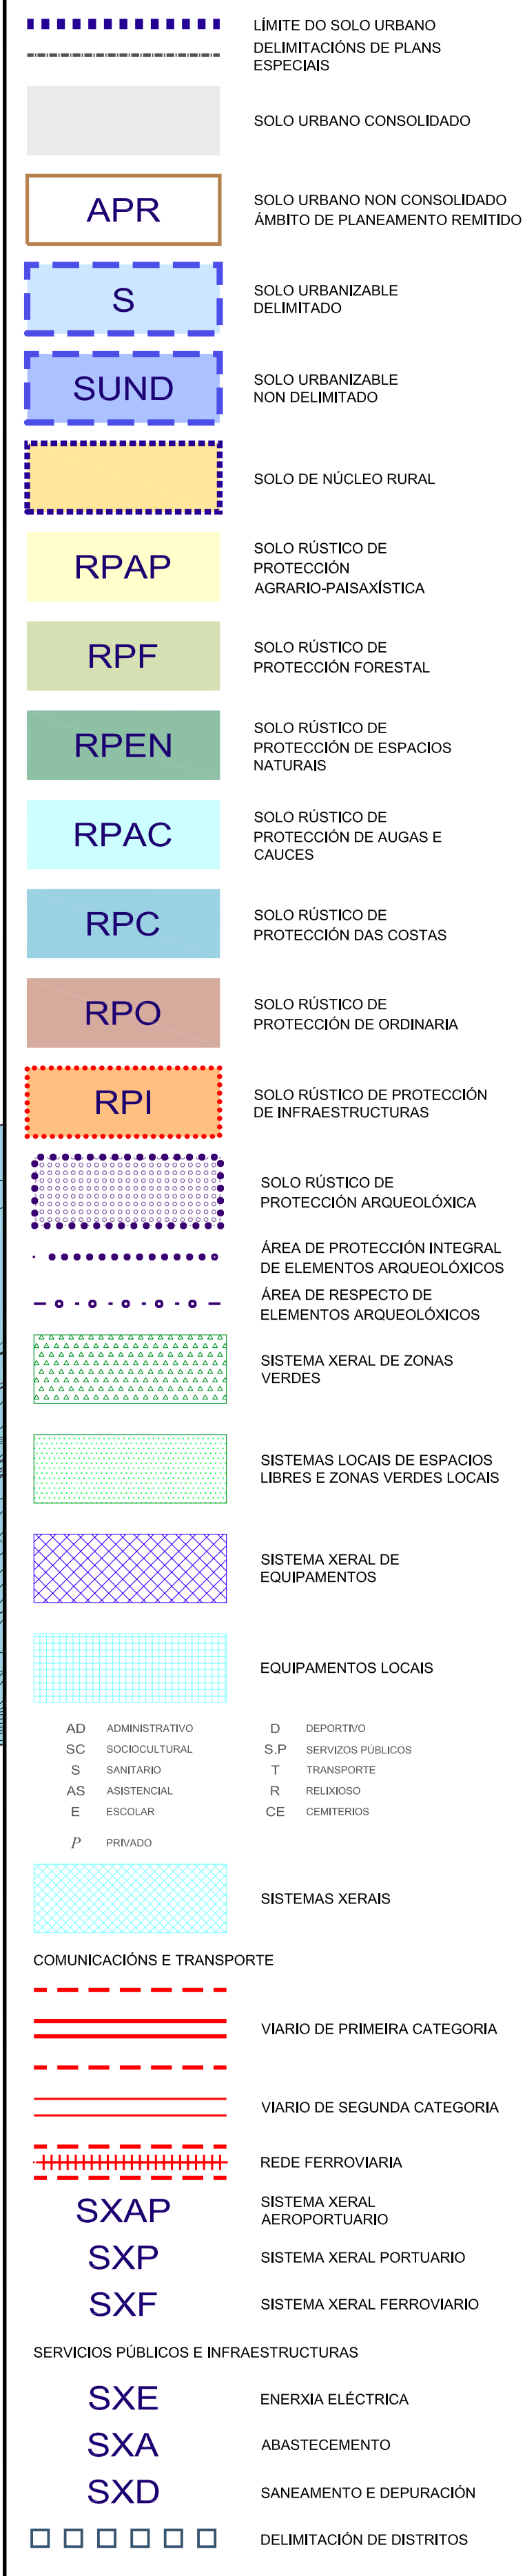 LÍMITE DO SOLO URBANO
DELIMITACIÓNS DE PLANS
ESPECIAIS
SOLO URBANO CONSOLIDADO
APR
SOLO URBANO NON CONSOLIDADO
ÁMBITO DE PLANEAMENTO REMITIDO
S
SOLO URBANIZABLE
DELIMITADO
SUND
SOLO URBANIZABLE
NON DELIMITADO
SOLO DE NÚCLEO RURAL
RPAP
SOLO RÚSTICO DE
PROTECCIÓN
AGRARIO-PAISAXÍSTICA
RPF
SOLO RÚSTICO DE
PROTECCIÓN FORESTAL
RPEN
SOLO RÚSTICO DE
PROTECCIÓN DE ESPACIOS
NATURAIS
RPAC
SOLO RÚSTICO DE
PROTECCIÓN DE AUGAS E
CAUCES
RPC
SOLO RÚSTICO DE
PROTECCIÓN DAS COSTAS
RPO
SOLO RÚSTICO DE
PROTECCIÓN DE ORDINARIA
RPI
SOLO RÚSTICO DE PROTECCIÓN
DE INFRAESTRUCTURAS
SOLO RÚSTICO DE
PROTECCIÓN ARQUEOLÓXICA
ÁREA DE PROTECCIÓN INTEGRAL
DE ELEMENTOS ARQUEOLÓXICOS
ÁREA DE RESPECTO DE
ELEMENTOS ARQUEOLÓXICOS
SISTEMA XERAL DE ZONAS
VERDES
SISTEMAS LOCAIS DE ESPACIOS
LIBRES E ZONAS VERDES LOCAIS
SISTEMA XERAL DE
EQUIPAMENTOS
EQUIPAMENTOS LOCAIS
AD ADMINISTRATIVO D DEPORTIVO
SC SOCIOCULTURAL S.P SERVIZOS PÚBLICOS
S SANITARIO T TRANSPORTE
AS ASISTENCIAL R RELIXIOSO
E ESCOLAR CE CEMITERIOS
P PRIVADO
SISTEMAS XERAIS
COMUNICACIÓNS E TRANSPORTE
VIARIO DE PRIMEIRA CATEGORIA
VIARIO DE SEGUNDA CATEGORIA
REDE FERROVIARIA
SXAP
SISTEMA XERAL
AEROPORTUARIO
SXP SISTEMA XERAL PORTUARIO
SXF SISTEMA XERAL FERROVIARIO
SERVICIOS PÚBLICOS E INFRAESTRUCTURAS
SXE ENERXIA ELÉCTRICA
SXA ABASTECEMENTO
SXD SANEAMENTO E DEPURACIÓN
DELIMITACIÓN DE DISTRITOS